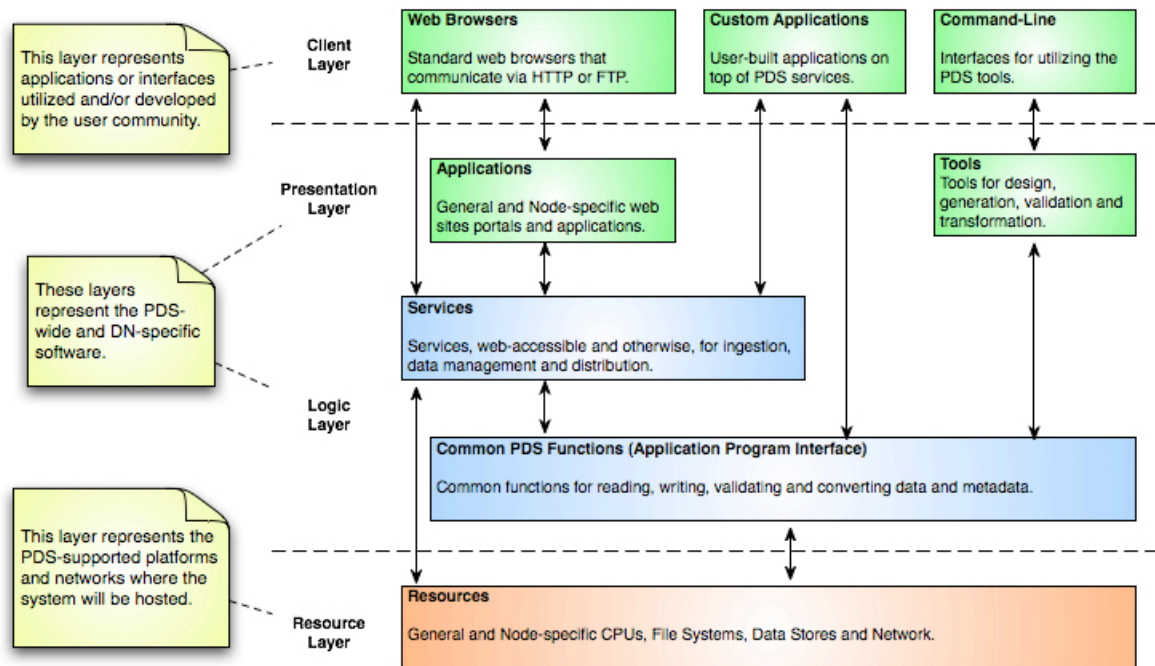 This layer represents
applications or interfaces
utilized and/or developed
by the user community.
Client
Layer
Web Browsers
Standard web browsers that
communicate via HTTP or FTP.
Custom Applications
User-built applications on
top of PDS services.
Command-Line
Interfaces for utilizing the
PDS tools.
Presentation
Layer
Applications
General and Node-specific web
sites portals and applications.
Tools
Tools for design,
generation, validation and
transformation.
These layers
represent the PDS-
wide and DN-specific
software.
Services
Services, web-accessible and otherwise, for ingestion,
data management and distribution.
Logic
Layer
Common PDS Functions (Application Program Interface)
Common functions for reading, writing, validating and converting data and metadata.
This layer represents the
PDS-supported platforms
and networks where the
system will be hosted.
Resource
Layer
Resources
General and Node-specific CPUs, File Systems, Data Stores and Network.